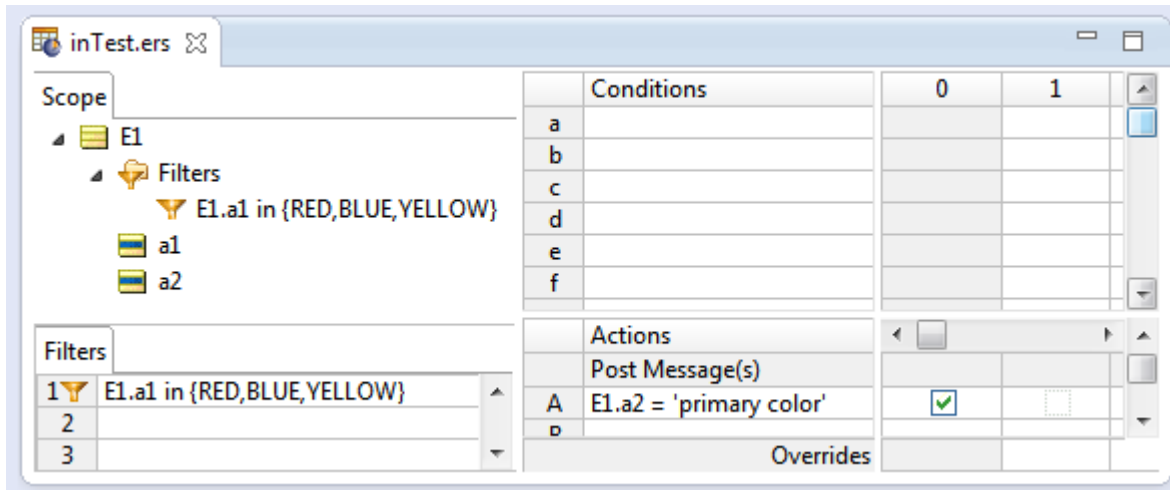 inTest.ers
Scope
E1
Filters
E1.a1 in {RED,BLUE,YELLOW}
a1
a2
Conditions 0 1
a
b
c
d
e
f
Filters
1 E1.a1 in {RED,BLUE,YELLOW}
2
3
Actions
Post Message(s)
A E1.a2 = 'primary color'
Overrides